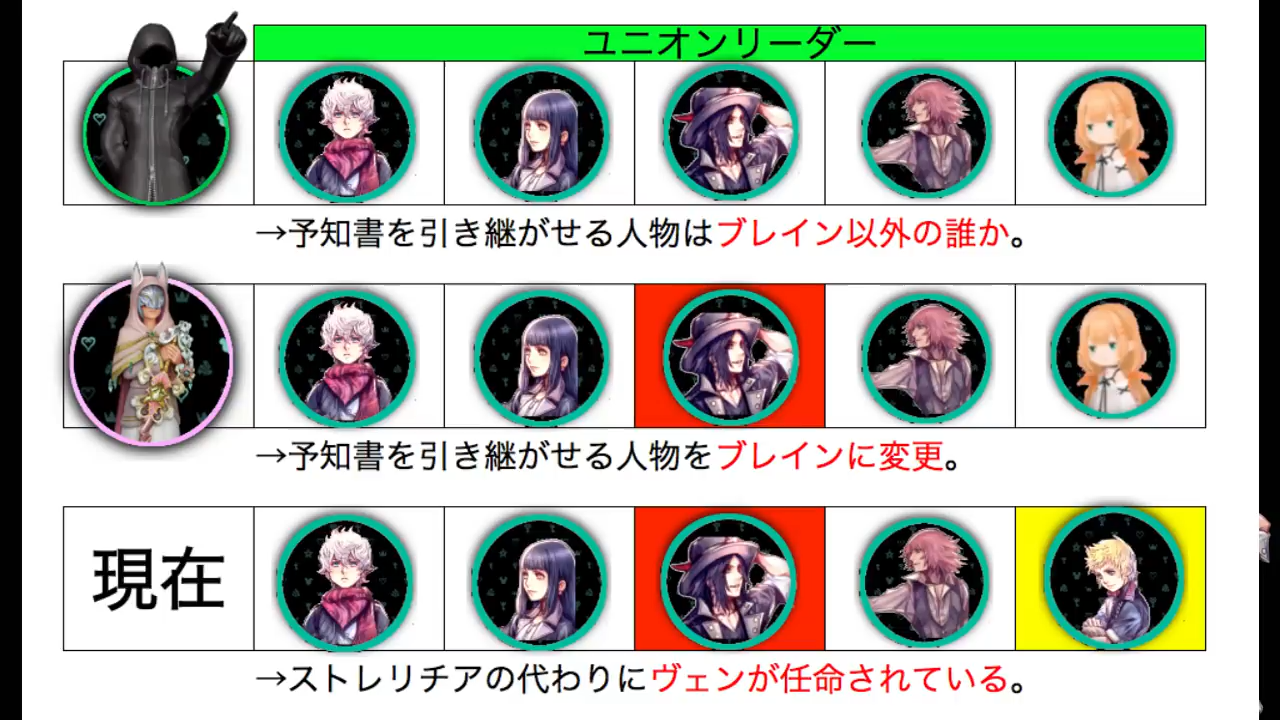 ユニオンリーダー
→予知書を引き継がせる人物はブレイン以外の誰か。
→予知書を引き継がせる人物をブレインに変更。
現在
→ストレリチアの代わりにヴェンが任命されている。